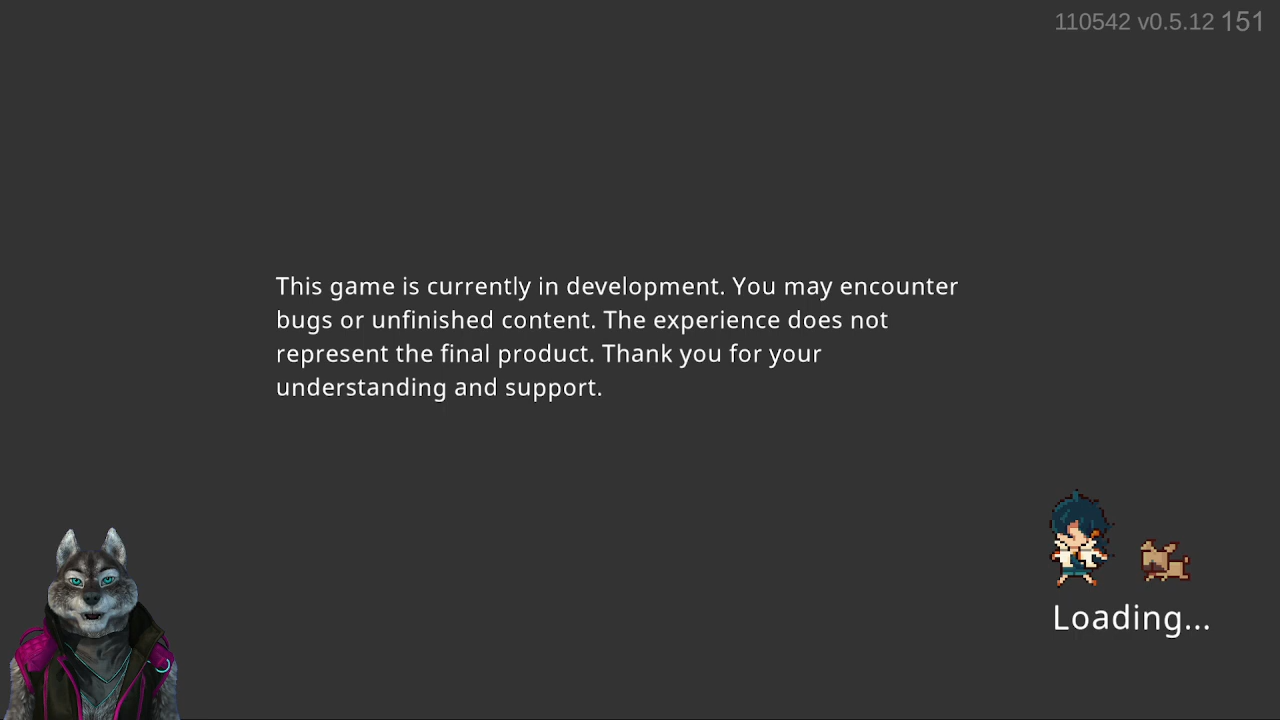 110542 v0.5.12 151
This game is currently in development. You may encounter
bugs or unfinished content. The experience does not
represent the final product. Thank you for your
understanding and support.
Loading...